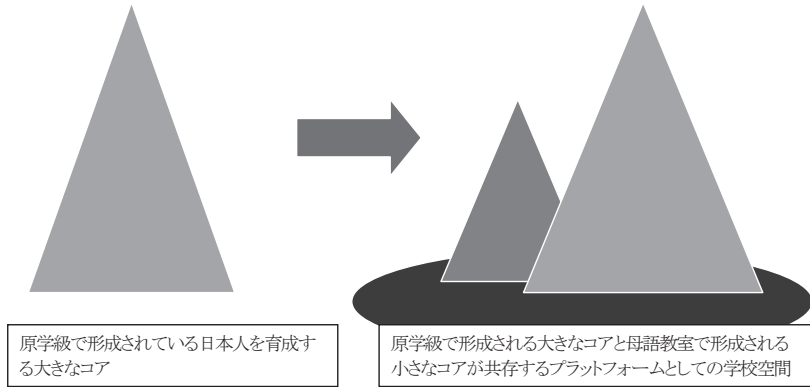 原学級で形成されている日本人を育成す
る大きなコア
原学級で形成される大きなコアと母語教室で形成される
小さなコアが共存するプラットフォームとしての学校空間